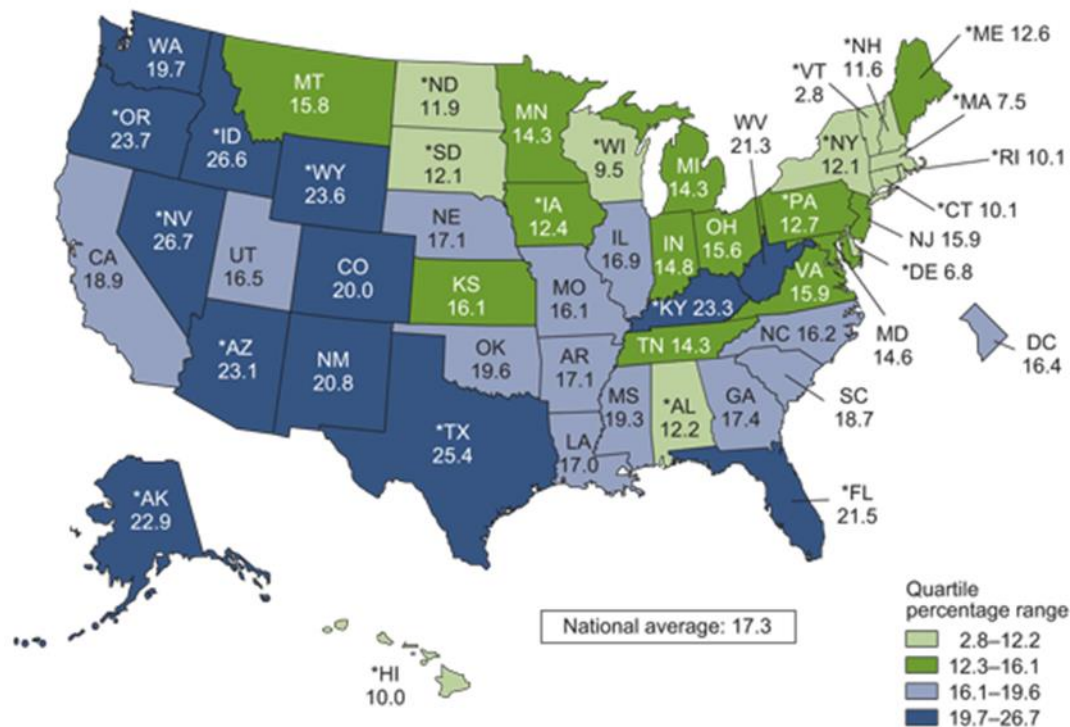 WA
19.7
*OR
23.7
*ID
26.6
MT
15.8
*WY
23.6
*NV
26.7
CA
18.9
UT
16.5
CO
20.0
*AZ
23.1
NM
20.8
*ND
11.9
*SD
12.1
NE
17.1
KS
16.1
OK
19.6
*TX
25.4
MN
14.3
*IA
12.4
MO
16.1
AR
17.1
LA
17.0
*WI
9.5
IL
16.9
MI
14.3
IN
14.8
OH
15.6
*KY 23.3
TN 14.3
MS
19.3
*AL
12.2
GA
17.4
*FL
21.5
SC
18.7
NC 16.2
VA
15.9
WV
21.3
*PA
12.7
*NY
12.1
*VT
2.8
*NH
11.6
*ME 12.6
*MA 7.5
*RI 10.1
*CT 10.1
NJ 15.9
*DE 6.8
MD
14.6
DC
16.4
*AK
22.9
*HI
10.0
National average: 17.3
Quartile
percentage range
2.8–12.2
12.3–16.1
16.1–19.6
19.7–26.7